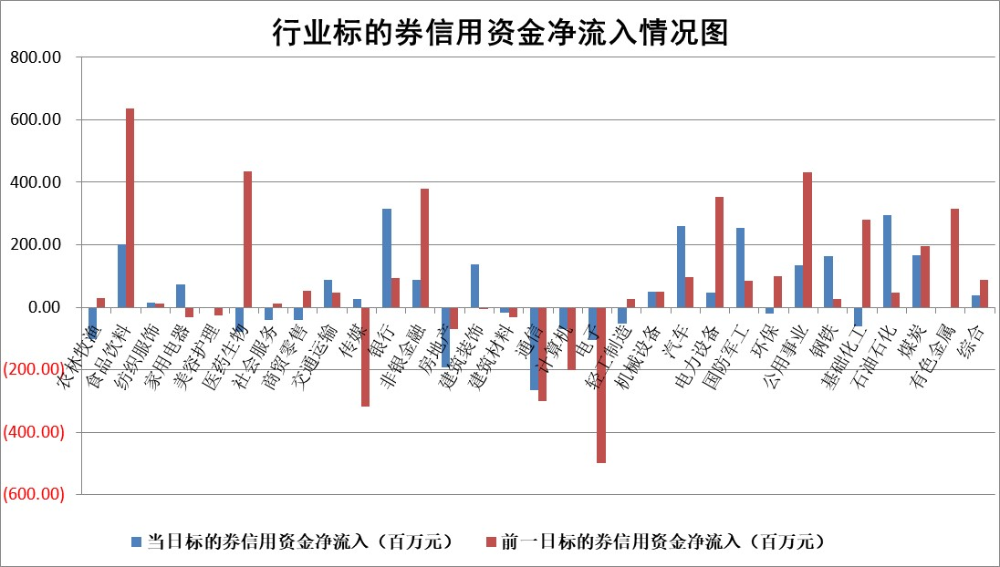 行业标的券信用资金净流入情况图
800.00
600.00
400.00
200.00
0.00
(200.00)
(400.00)
(600.00)
农林牧渔
食品饮料
纺织服饰
家用电器
美容护理
医药生物
社会服务
商贸零售
交通运输
传媒
银行
非银金融
房地产
建筑装饰
建筑材料
通信
计算机
电子
轻工制造
机械设备
汽车
电力设备
国防军工
环保
公用事业
钢铁
基础化工
石油石化
煤炭
有色金属
综合
当日标的券信用资金净流入（百万元）
前一日标的券信用资金净流入（百万元）